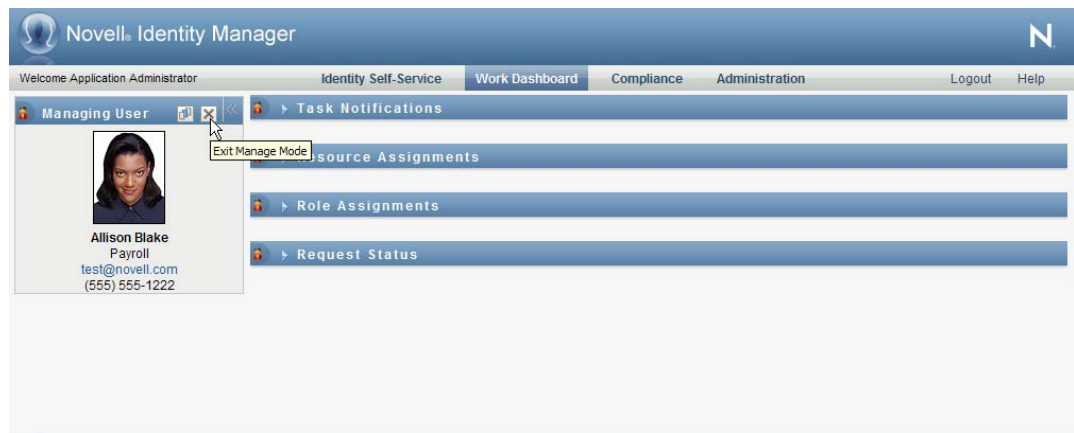 Novell® Identity Manager
N
Welcome Application Administrator
Identity Self-Service Work Dashboard Compliance Administration Logout Help
Managing User
Task Notifications
Exit Manage Mode
esource Assignments
Role Assignments
Allison Blake
Payroll
test@novell.com
(555) 555-1222
Request Status